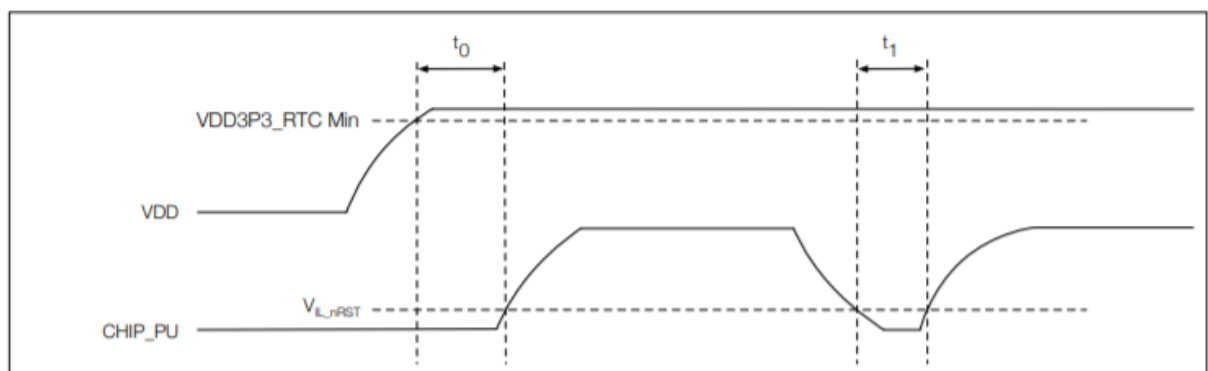 t0 t1
VDD3P3_RTC Min
VDD
VIL_nRST
CHIP_PU